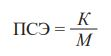 ПСЭ = К/М